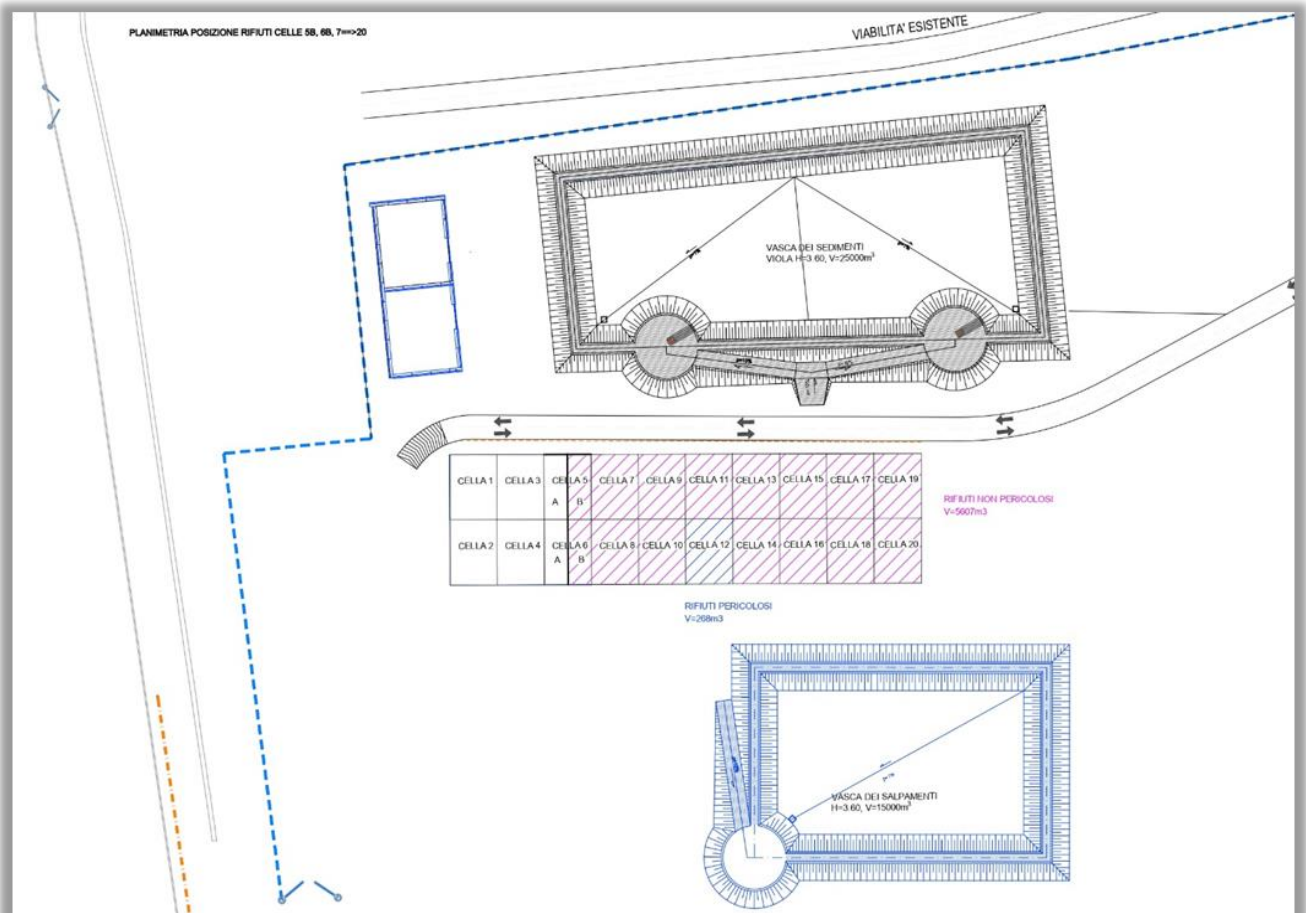 PLANIMETRIA POSIZIONE RIFIUTI CELLE 5B, 6B, 7==>20
VIABILITA' ESISTENTE
VASCA DEI SEDIMENTI
VIOLA H=3.60, V=25000m³
CELLA 1 CELLA 3 CELLA 5 CELLA 7 CELLA 9 CELLA 11 CELLA 13 CELLA 15 CELLA 17 CELLA 19
A B
RIFIUTI NON PERICOLOSI
V=5607m3
CELLA 2 CELLA 4 CELLA 6 CELLA 8 CELLA 10 CELLA 12 CELLA 14 CELLA 16 CELLA 18 CELLA 20
A B
RIFIUTI PERICOLOSI
V=268m3
VASCA DEI SALPAMENTI
H=3.60, V=15000m³